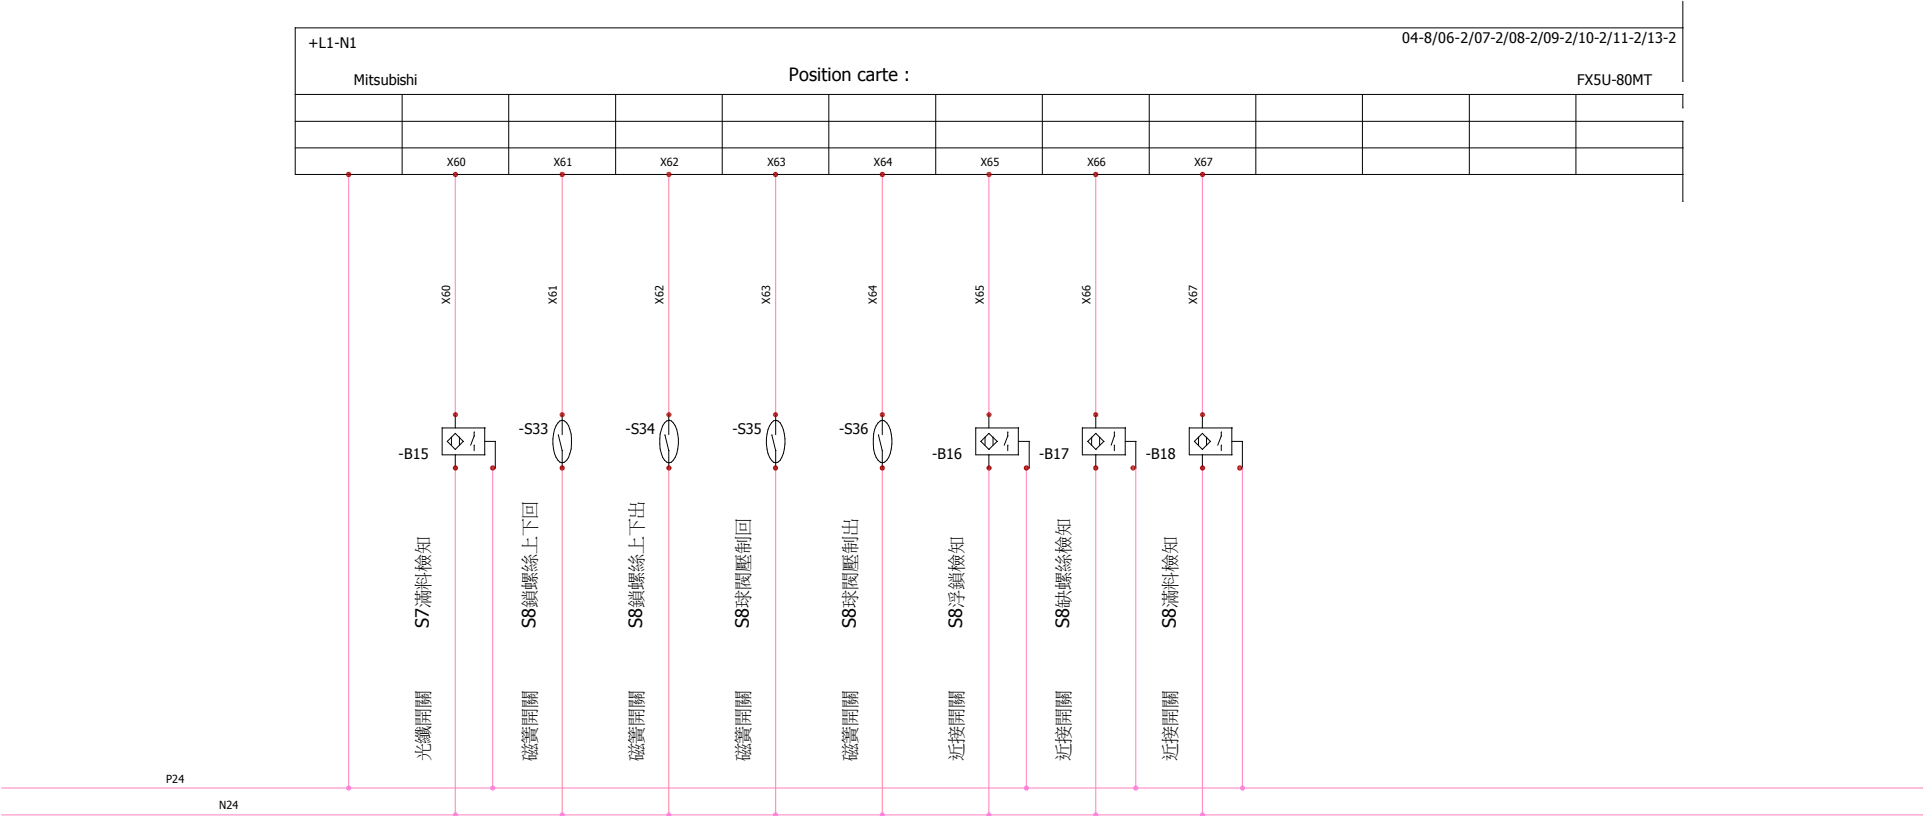 +L1-N1
04-8/06-2/07-2/08-2/09-2/10-2/11-2/13-2
Mitsubishi
Position carte :
FX5U-80MT
X60
X61
X62
X63
X64
X65
X66
X67
X60
X61
X62
X63
X64
X65
X66
X67
-B15
-S33
-S34
-S35
-S36
-B16
-B17
-B18
S7滿料檢知
S8鎖螺絲上下回
S8鎖螺絲上下出
S8球閥壓制回
S8球閥壓制出
S8浮鎖檢知
S8缺螺絲檢知
S8滿料檢知
光纖開關
磁簧開關
磁簧開關
磁簧開關
磁簧開關
近接開關
近接開關
近接開關
P24
N24